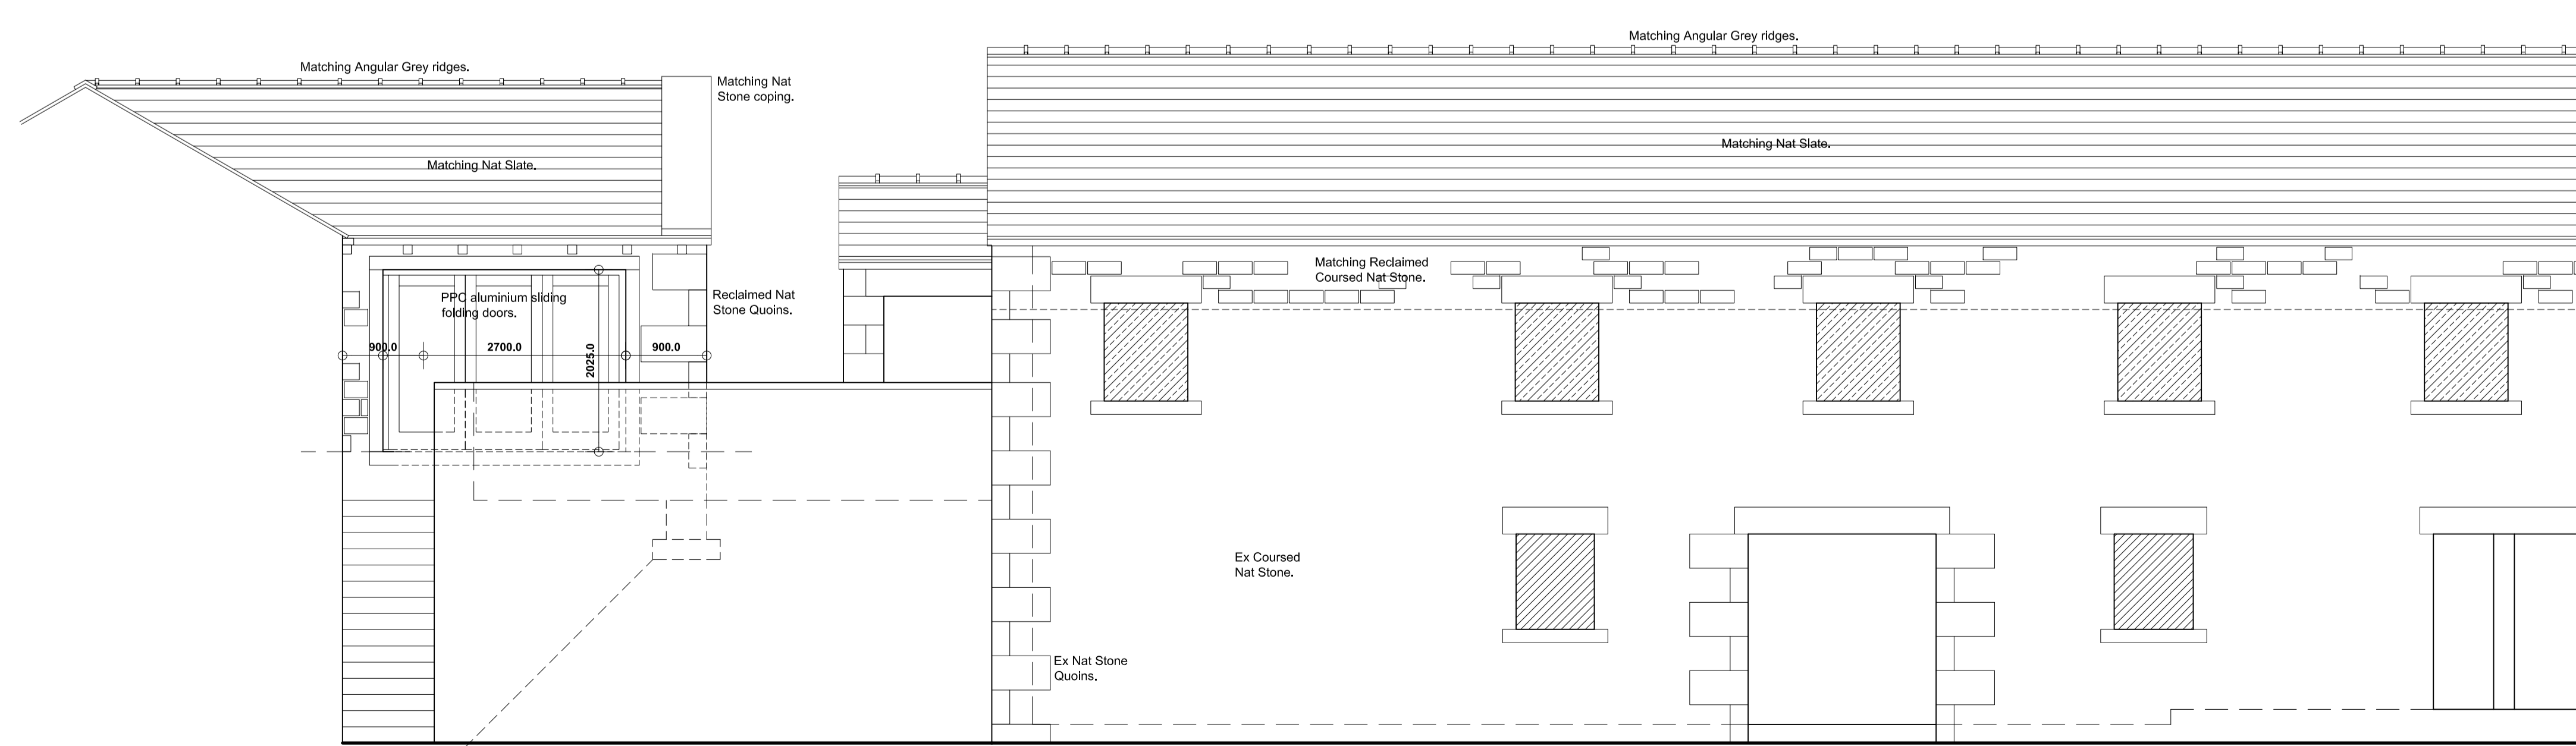 Matching Angular Grey ridges.
Matching Angular Grey ridges.
Matching Nat
Stone coping.
Matching Nat Slate.
Matching Nat Slate.
Matching Reclaimed
Coursed Nat Stone.
PPC aluminium sliding
folding doors.
Reclaimed Nat
Stone Quoins.
900.0
2700.0
2025.0
900.0
Ex Coursed
Nat Stone.
Ex Nat Stone
Quoins.